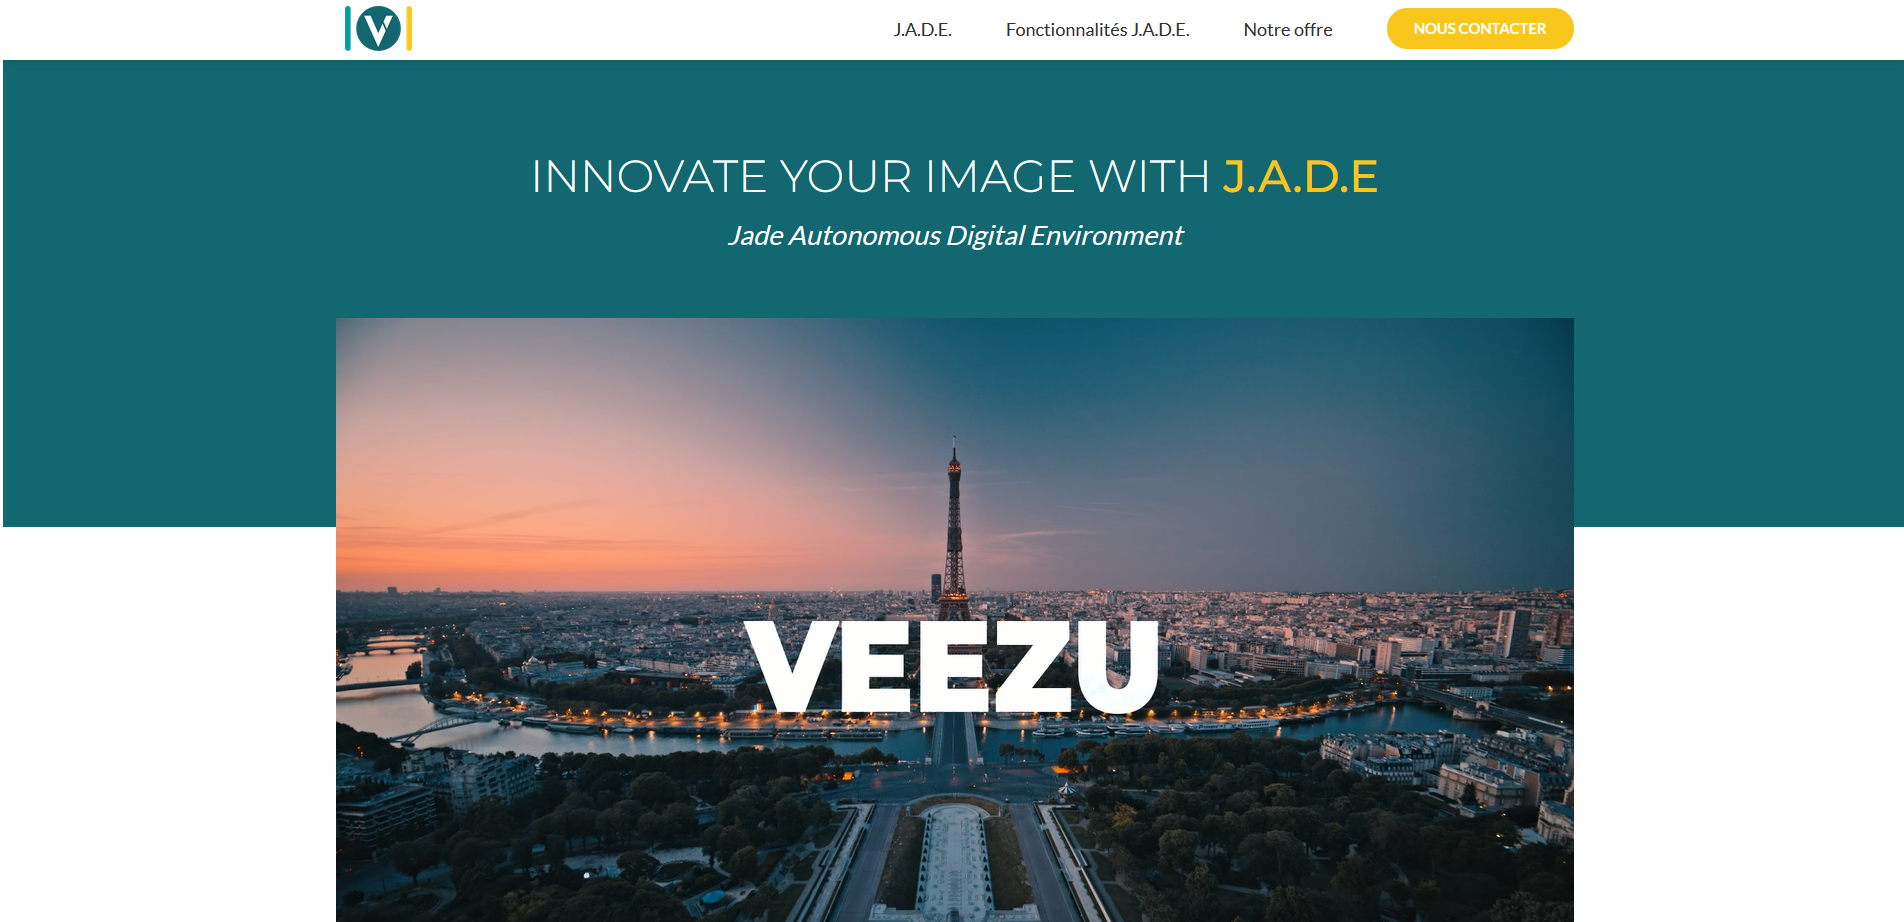 V
J.A.D.E.
Fonctionnalités J.A.D.E.
Notre offre
NOUS CONTACTER
INNOVATE YOUR IMAGE WITH J.A.D.E
Jade Autonomous Digital Environment
VEEZU